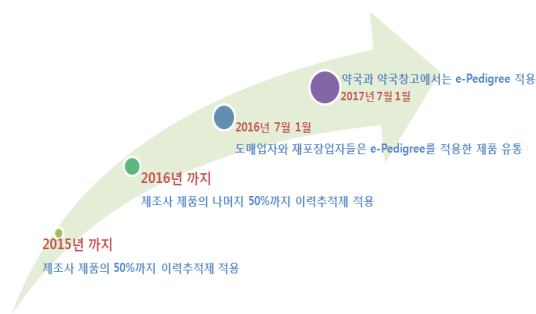 약국과 약국창고에서는 e-Pedigree 적용
2017년 7월 1월
2016년 7월 1월
도매업자와 재포장업자들은 e-Pedigree를 적용한 제품 유통
2016년 까지
제조사 제품의 나머지 50%까지 이력추적제 적용
2015년 까지
제조사 제품의 50%까지 이력추적제 적용